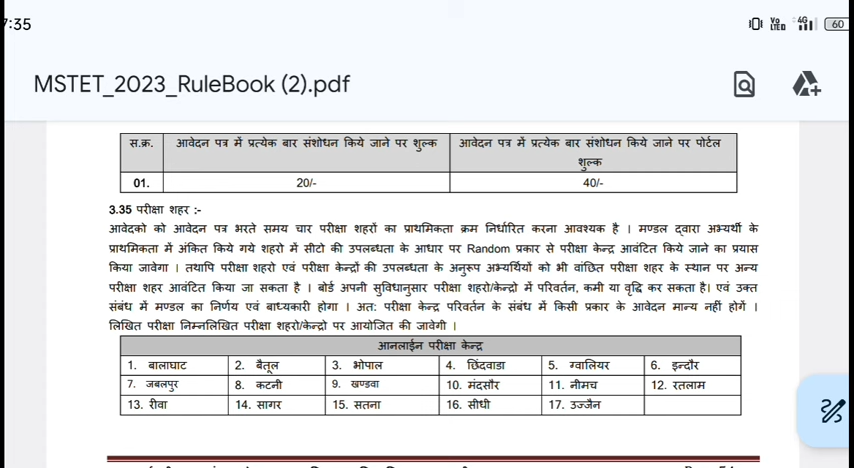 7:35
Vo LTE 4G 60
MSTET_2023_RuleBook (2).pdf
स.क्र. आवेदन पत्र में प्रत्येक बार संशोधन किये जाने पर शुल्क आवेदन पत्र में प्रत्येक बार संशोधन किये जाने पर पोर्टल शुल्क
01. 20/- 40/-
3.35 परीक्षा शहर :-
आवेदको को आवेदन पत्र भरते समय चार परीक्षा शहरों का प्राथमिकता क्रम निर्धारित करना आवश्यक है । मण्डल द्वारा अभ्यर्थी के
प्राथमिकता में अंकित किये गये शहरो में सीटो की उपलब्धता के आधार पर Random प्रकार से परीक्षा केन्द्र आवंटित किये जाने का प्रयास
किया जावेगा । तथापि परीक्षा शहरो एवं परीक्षा केन्द्रों की उपलबधता के अनुरूप अभ्यर्थियों को भी वांछित परीक्षा शहर के स्थान पर अन्य
परीक्षा शहर आवंटित किया जा सकता है । बोर्ड अपनी सुविधानुसार परीक्षा शहरो/केन्द्रो में परिवर्तन, कमी या वृद्धि कर सकता है। एवं उक्त
संबंध में मण्डल का निर्णय एवं बाध्यकारी होगा । अत: परीक्षा केन्द्र परिवर्तन के संबंध में किसी प्रकार के आवेदन मान्य नहीं होगें ।
लिखित परीक्षा निम्नलिखित परीक्षा शहरो/केन्द्रो पर आयोजित की जावेगी ।
आनलाईन परीक्षा केन्द्र
1. बालाघाट 2. बैतूल 3. भोपाल 4. छिंदवाडा 5. ग्वालियर 6. इन्दौर
7. जबलपुर 8. कटनी 9. खण्डवा 10. मंदसौर 11. नीमच 12. रतलाम
13. रीवा 14. सागर 15. सतना 16. सीधी 17. उज्जैन